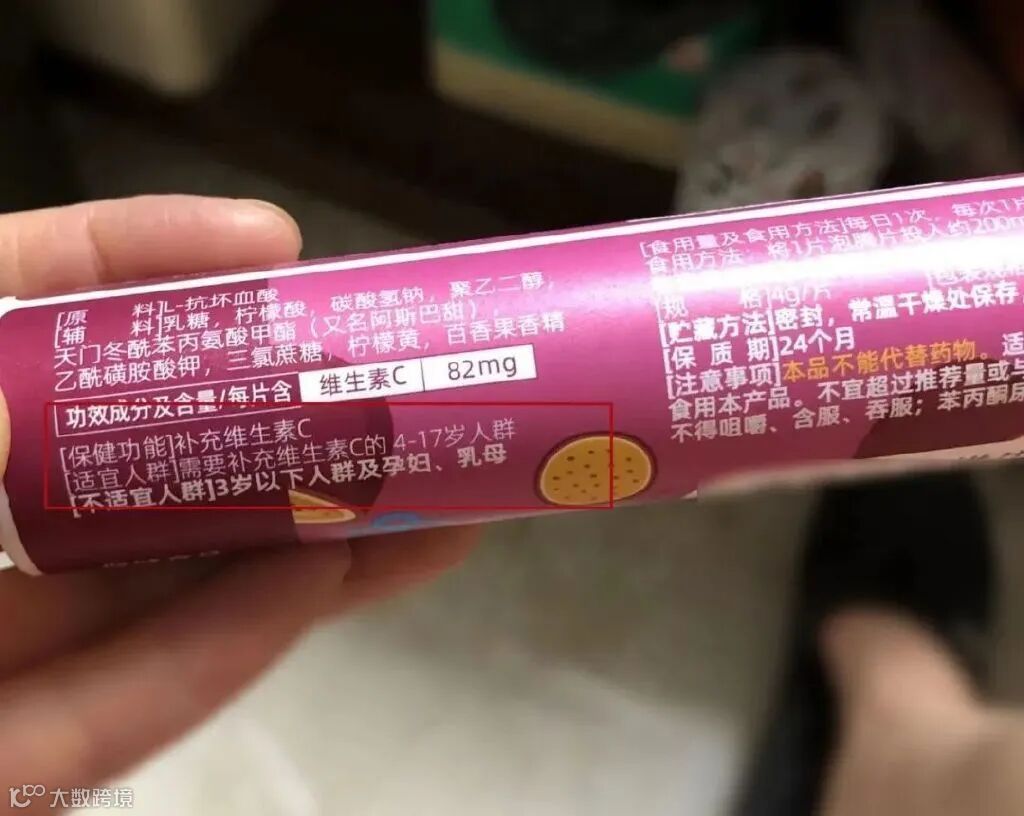 [原 料]L-抗坏血酸
[辅 料]乳糖，柠檬酸，碳酸氢钠，聚乙二醇，
天门冬酰苯丙氨酸甲酯（又名阿斯巴甜），
乙酰磺胺酸钾，三氯蔗糖，柠檬黄，百香果香精
功效成分及含量/每片含 维生素C 82mg
[保健功能]补充维生素C
[适宜人群]需要补充维生素C的 4-17岁人群
[不适宜人群]3岁以下人群及孕妇、乳母
[食用量及食用方法]每日1次，每次1片
食用方法：将1片泡腾片投入约200m
[规 格]4g/片
[贮藏方法]密封，常温干燥处保存
[保 质 期]24个月
[注意事项]本品不能代替药物。适
食用本产品。不宜超过推荐量或与
不得咀嚼、含服、吞服；苯丙酮尿
大数跨境